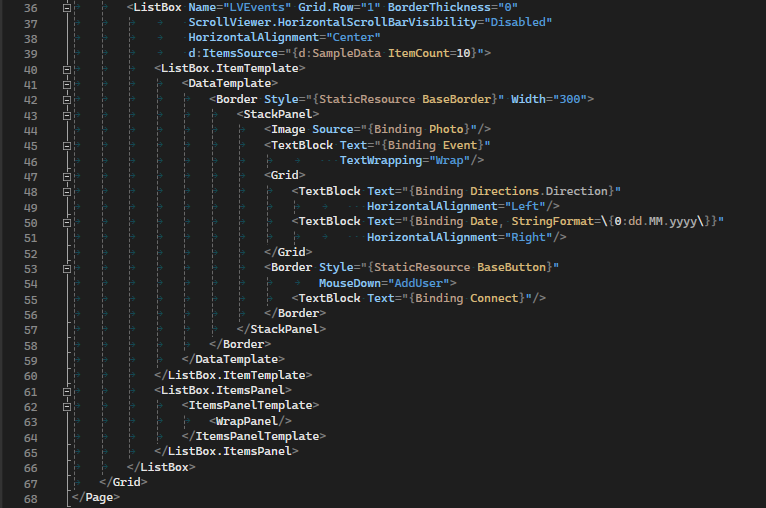 36 <ListBox Name="LVEvents" Grid.Row="1" BorderThickness="0"
37 ScrollViewer.HorizontalScrollBarVisibility="Disabled"
38 HorizontalAlignment="Center"
39 d:ItemsSource="{d:SampleData ItemCount=10}">
40 <ListBox.ItemTemplate>
41 <DataTemplate>
42 <Border Style="{StaticResource BaseBorder}" Width="300">
43 <StackPanel>
44 <Image Source="{Binding Photo}"/>
45 <TextBlock Text="{Binding Event}"
46 TextWrapping="Wrap"/>
47 <Grid>
48 <TextBlock Text="{Binding Directions.Direction}"
49 HorizontalAlignment="Left"/>
50 <TextBlock Text="{Binding Date, StringFormat=\{0:dd.MM.yyyy\}}"
51 HorizontalAlignment="Right"/>
52 </Grid>
53 <Border Style="{StaticResource BaseButton}"
54 MouseDown="AddUser">
55 <TextBlock Text="{Binding Connect}"/>
56 </Border>
57 </StackPanel>
58 </Border>
59 </DataTemplate>
60 </ListBox.ItemTemplate>
61 <ListBox.ItemsPanel>
62 <ItemsPanelTemplate>
63 <WrapPanel/>
64 </ItemsPanelTemplate>
65 </ListBox.ItemsPanel>
66 </ListBox>
67 </Grid>
68 </Page>